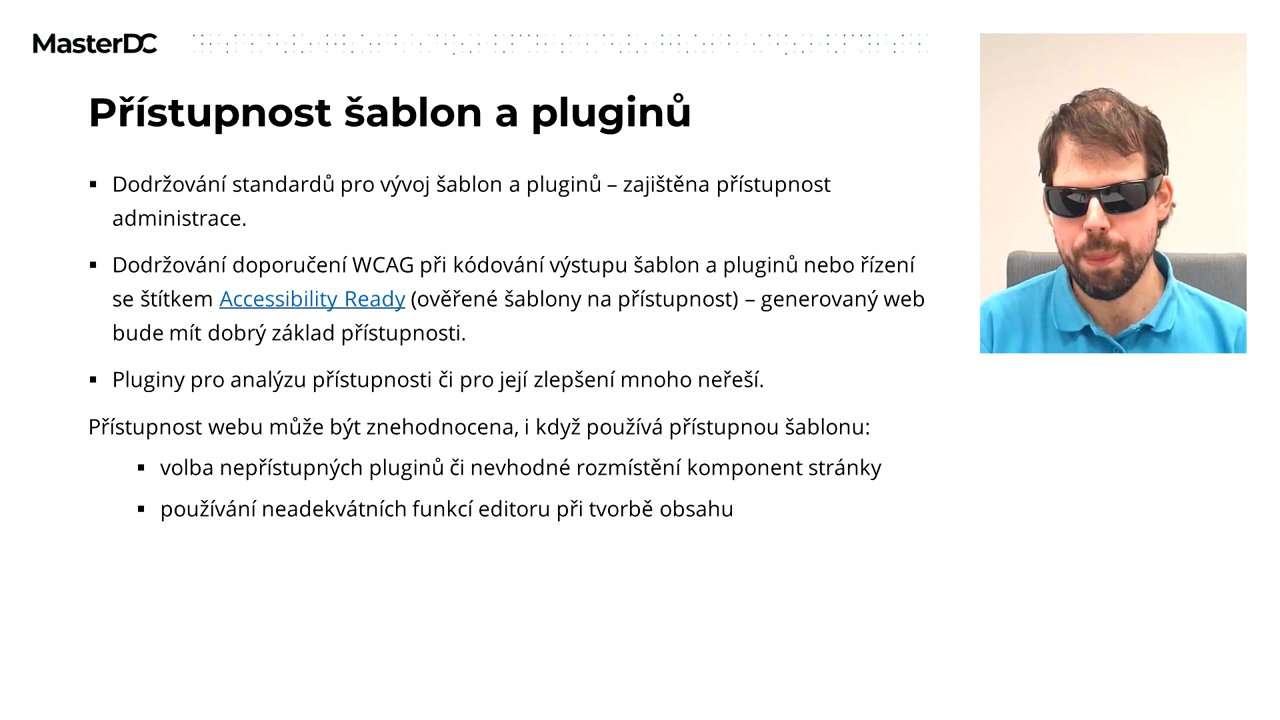 MasterDC
Přístupnost šablon a pluginů
▪ Dodržování standardů pro vývoj šablon a pluginů – zajištěna přístupnost
administrace.
▪ Dodržování doporučení WCAG při kódování výstupu šablon a pluginů nebo řízení
se štítkem Accessibility Ready (ověřené šablony na přístupnost) – generovaný web
bude mít dobrý základ přístupnosti.
▪ Pluginy pro analýzu přístupnosti či pro její zlepšení mnoho neřeší.
Přístupnost webu může být znehodnocena, i když používá přístupnou šablonu:
▪ volba nepřístupných pluginů či nevhodné rozmístění komponent stránky
▪ používání neadekvátních funkcí editoru při tvorbě obsahu